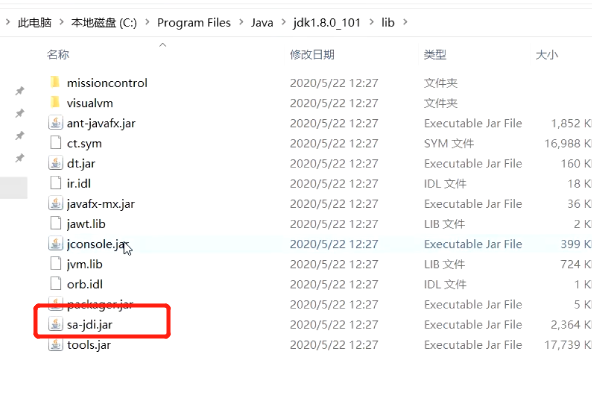 此电脑 > 本地磁盘 (C:) > Program Files > Java > jdk1.8.0_101 > lib >
名称 修改日期 类型 大小
missioncontrol 2020/5/22 12:27 文件夹
visualvm 2020/5/22 12:27 文件夹
ant-javafx.jar 2020/5/22 12:27 Executable Jar File 1,852 K
ct.sym 2020/5/22 12:27 SYM 文件 16,988 K
dt.jar 2020/5/22 12:27 Executable Jar File 160 K
ir.idl 2020/5/22 12:27 IDL 文件 18 K
javafx-mx.jar 2020/5/22 12:27 Executable Jar File 36 K
jawt.lib 2020/5/22 12:27 LIB 文件 2 K
jconsole.jar 2020/5/22 12:27 Executable Jar File 399 K
jvm.lib 2020/5/22 12:27 LIB 文件 724 K
orb.idl 2020/5/22 12:27 IDL 文件 1 K
packager.jar 2020/5/22 12:27 Executable Jar File 5 K
sa-jdi.jar 2020/5/22 12:27 Executable Jar File 2,364 K
tools.jar 2020/5/22 12:27 Executable Jar File 17,739 K